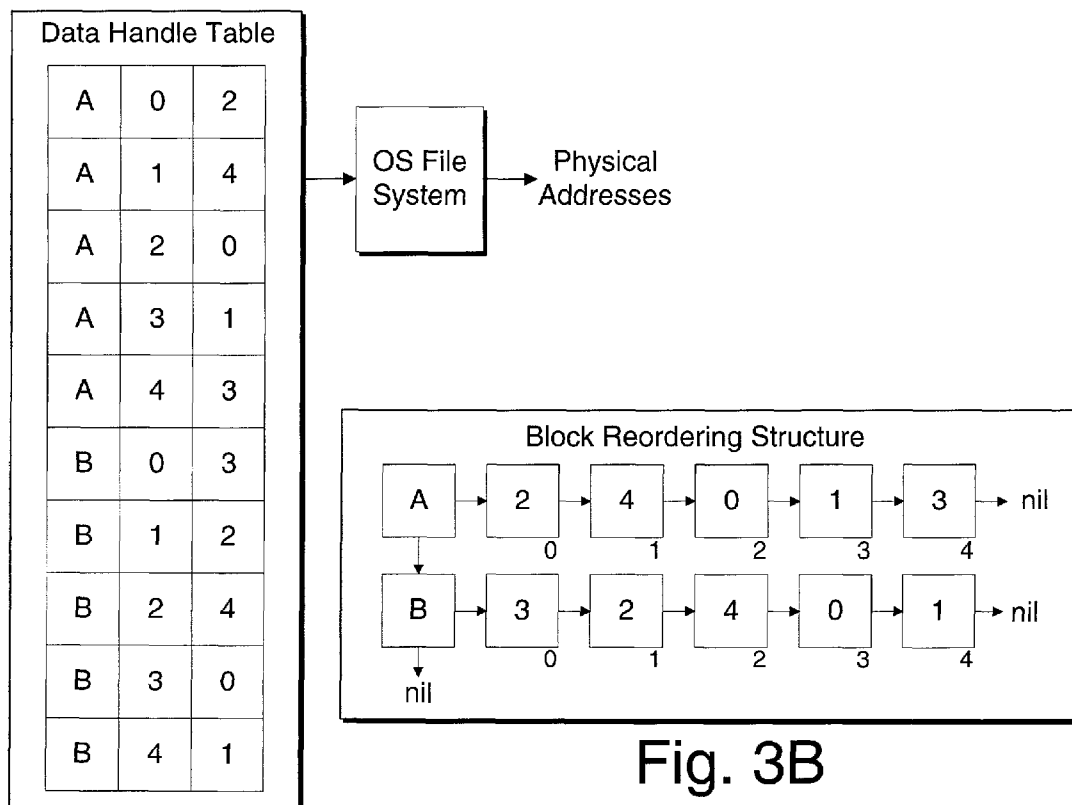 Data Handle Table
A 0 2
A 1 4
A 2 0
A 3 1
A 4 3
B 0 3
B 1 2
B 2 4
B 3 0
B 4 1
OS File
System
Physical
Addresses
Block Reordering Structure
A 2 4 0 1 3 nil
0 1 2 3 4
B 3 2 4 0 1 nil
0 1 2 3 4
nil
Fig. 3B